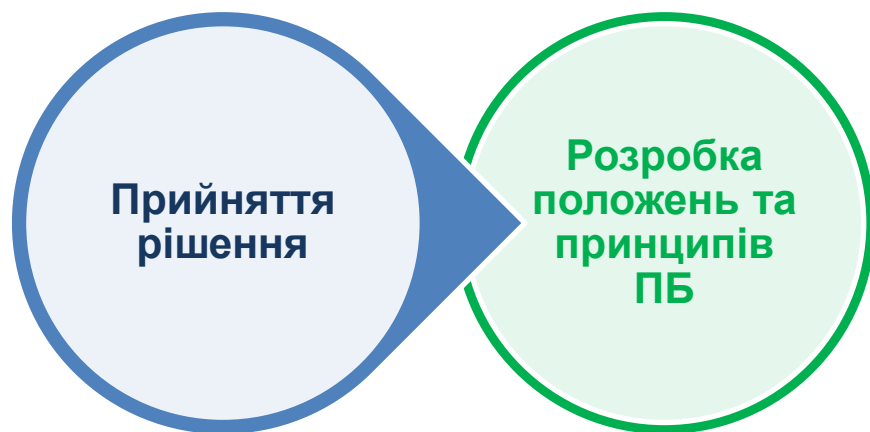 Прийняття
рішення
Розробка
положень та
принципів
ПБ